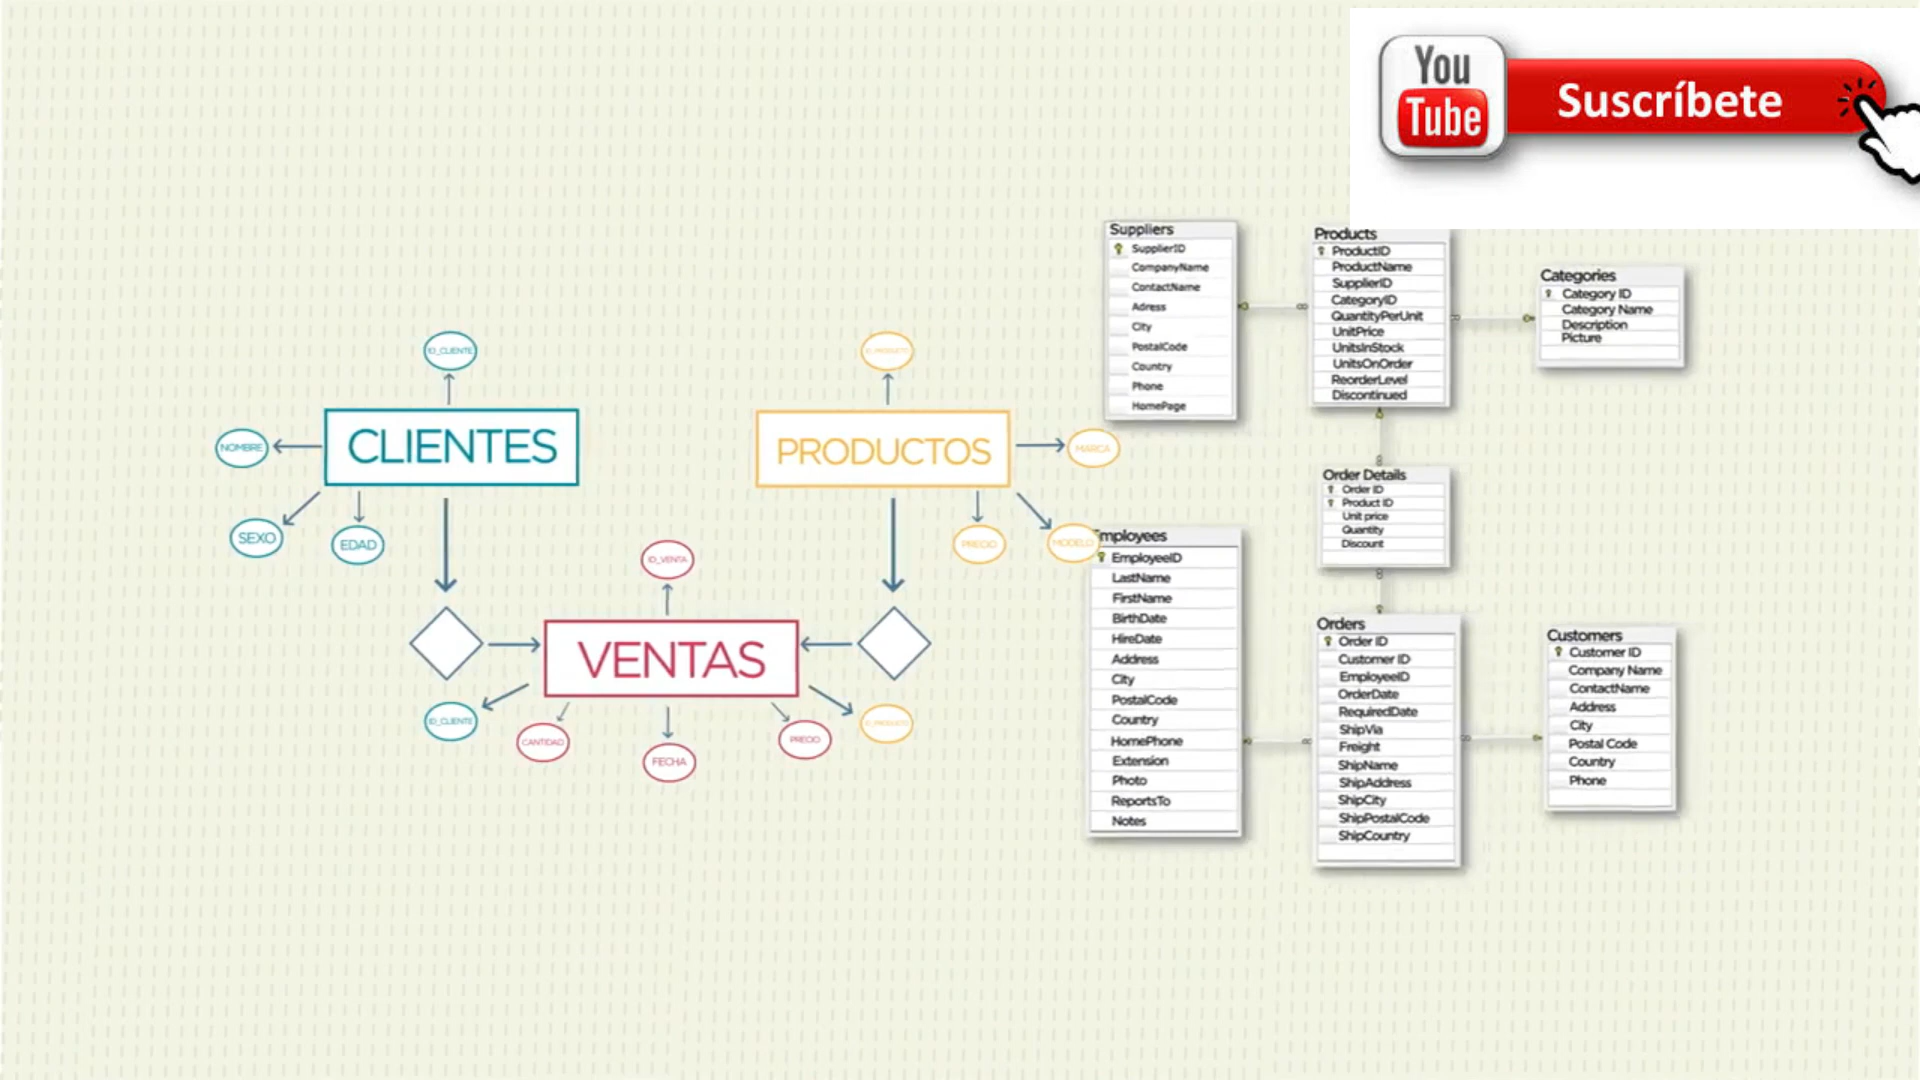 You
Tube
Suscríbete
ID_CLIENTE
NOMBRE
CLIENTES
SEXO
EDAD
ID_PRODUCTO
PRODUCTOS
MARCA
PRECIO
MODELO
ID_VENTA
VENTAS
ID_CLIENTE
CANTIDAD
FECHA
PRECIO
ID_PRODUCTO
Suppliers
SupplierID
CompanyName
ContactName
Adress
City
PostalCode
Country
Phone
HomePage
Products
ProductID
ProductName
SupplierID
CategoryID
QuantityPerUnit
UnitPrice
UnitsInStock
UnitsOnOrder
ReorderLevel
Discontinued
Categories
Category ID
Category Name
Description
Picture
Order Details
Order ID
Product ID
Unit price
Quantity
Discount
Employees
EmployeeID
LastName
FirstName
BirthDate
HireDate
Address
City
PostalCode
Country
HomePhone
Extension
Photo
ReportsTo
Notes
Orders
Order ID
Customer ID
EmployeeID
OrderDate
RequiredDate
ShipVia
Freight
ShipName
ShipAddress
ShipCity
ShipPostalCode
ShipCountry
Customers
Customer ID
Company Name
ContactName
Address
City
Postal Code
Country
Phone